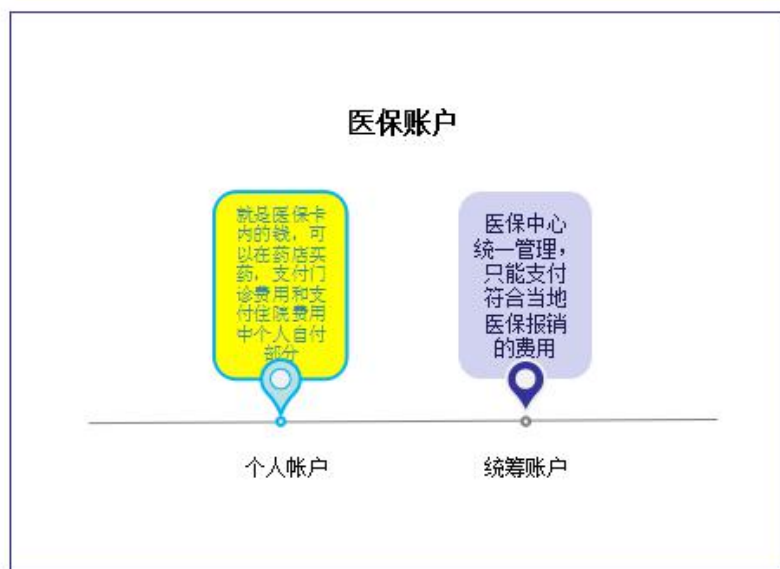 医保账户
就是医保卡
内的钱，可
以在药店买
药，支付门
诊费用和支
付住院费用
中个人自付
部分
医保中心
统一管理，
只能支付
符合当地
医保报销
的费用
个人帐户
统筹账户